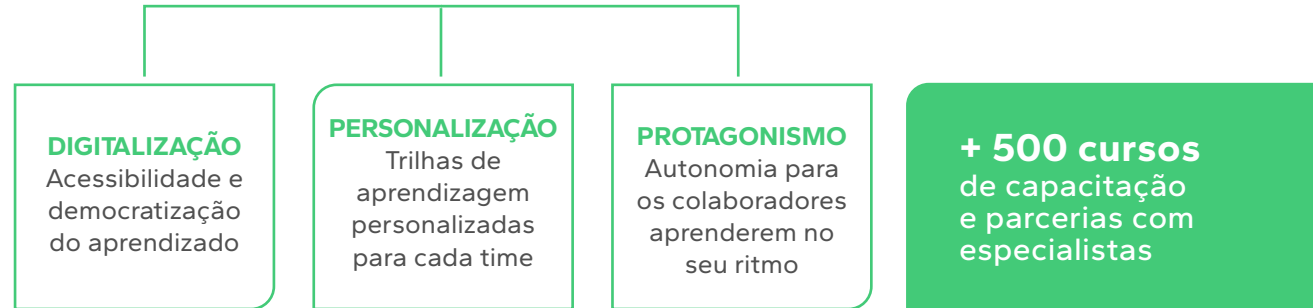 DIGITALIZAÇÃO
Acessibilidade e
democratização
do aprendizado
PERSONALIZAÇÃO
Trilhas de
aprendizagem
personalizadas
para cada time
PROTAGONISMO
Autonomia para
os colaboradores
aprenderem no
seu ritmo
+ 500 cursos
de capacitação
e parcerias com
especialistas